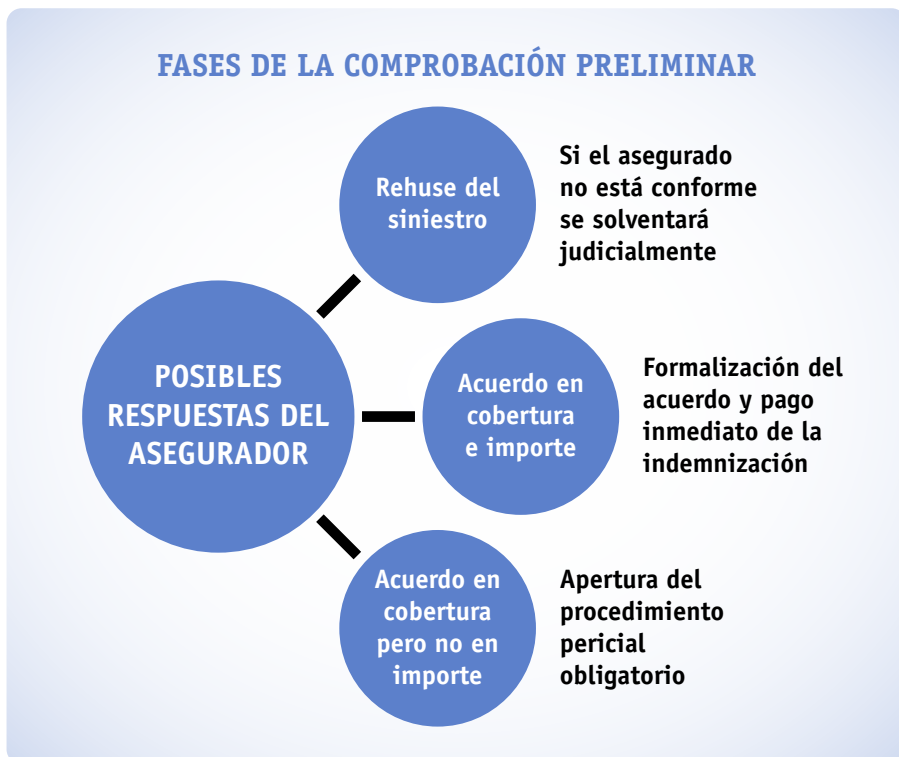 FASES DE LA COMPROBACIÓN PRELIMINAR
Rehuse del
siniestro
Si el asegurado
no está conforme
se solventará
judicialmente
POSIBLES
RESPUESTAS DEL
ASEGURADOR
Acuerdo en
cobertura
e importe
Formalización del
acuerdo y pago
inmediato de la
indemnización
Acuerdo en
cobertura
pero no en
importe
Apertura del
procedimiento
pericial
obligatorio